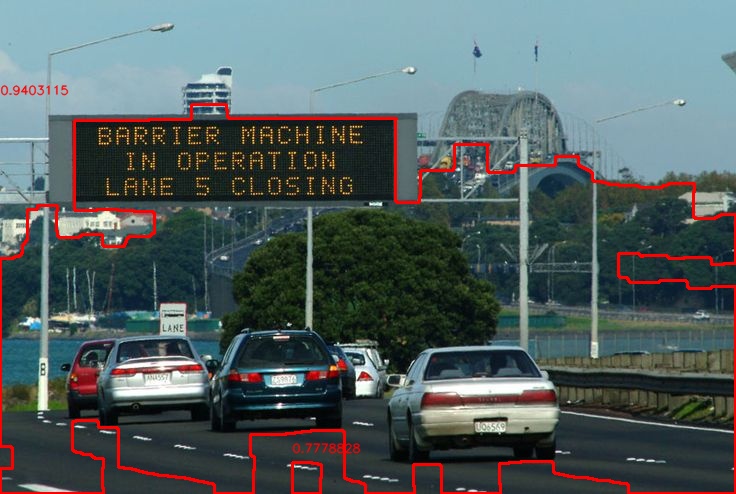 0.9403115
BARRIER MACHINE
IN OPERATION
LANE 5 CLOSING
LANE
B
0.7778828